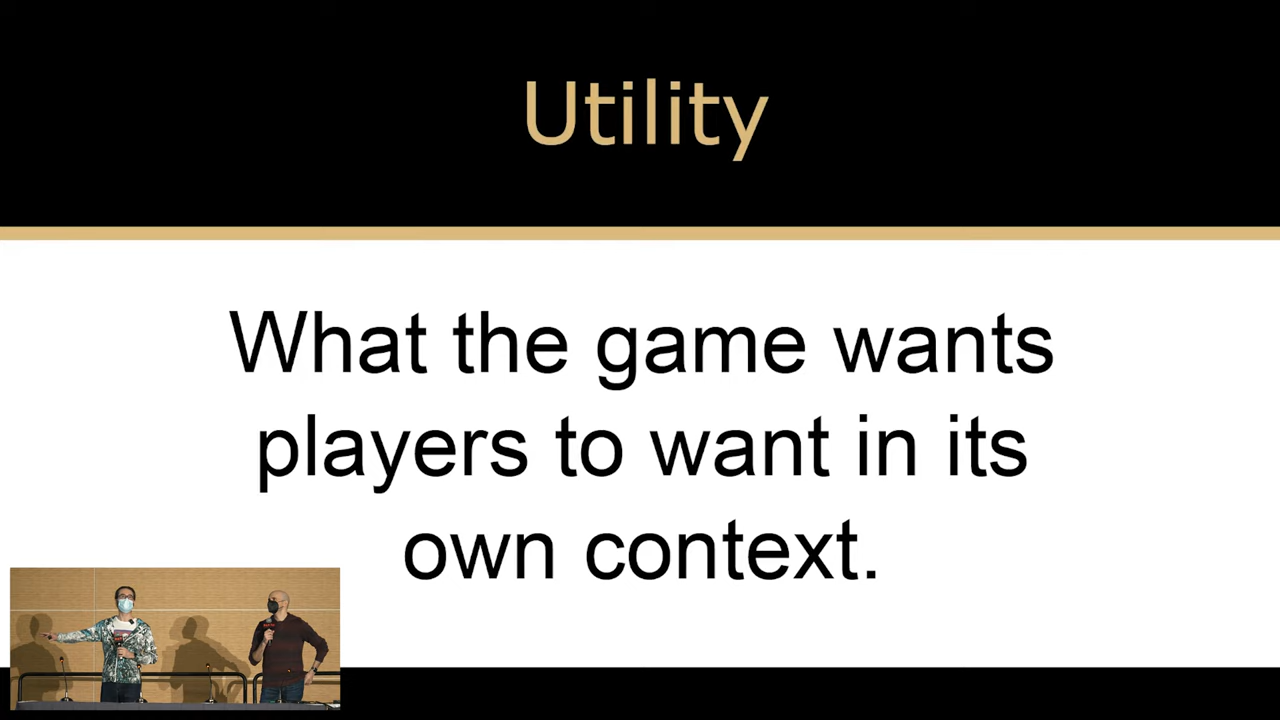 Utility
What the game wants
players to want in its
own context.